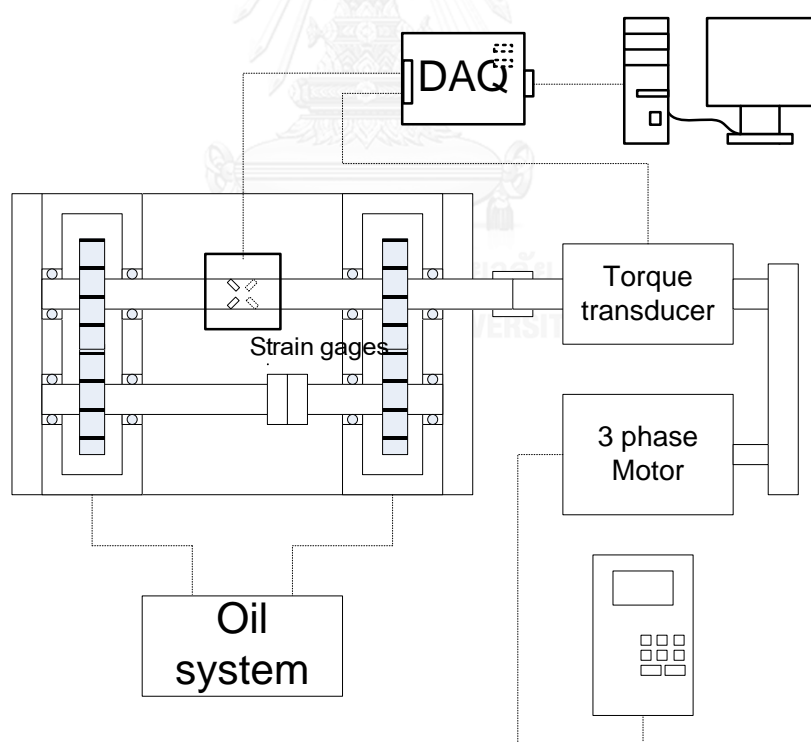 DAQ
Strain gages
Torque
transducer
3 phase
Motor
Oil
system